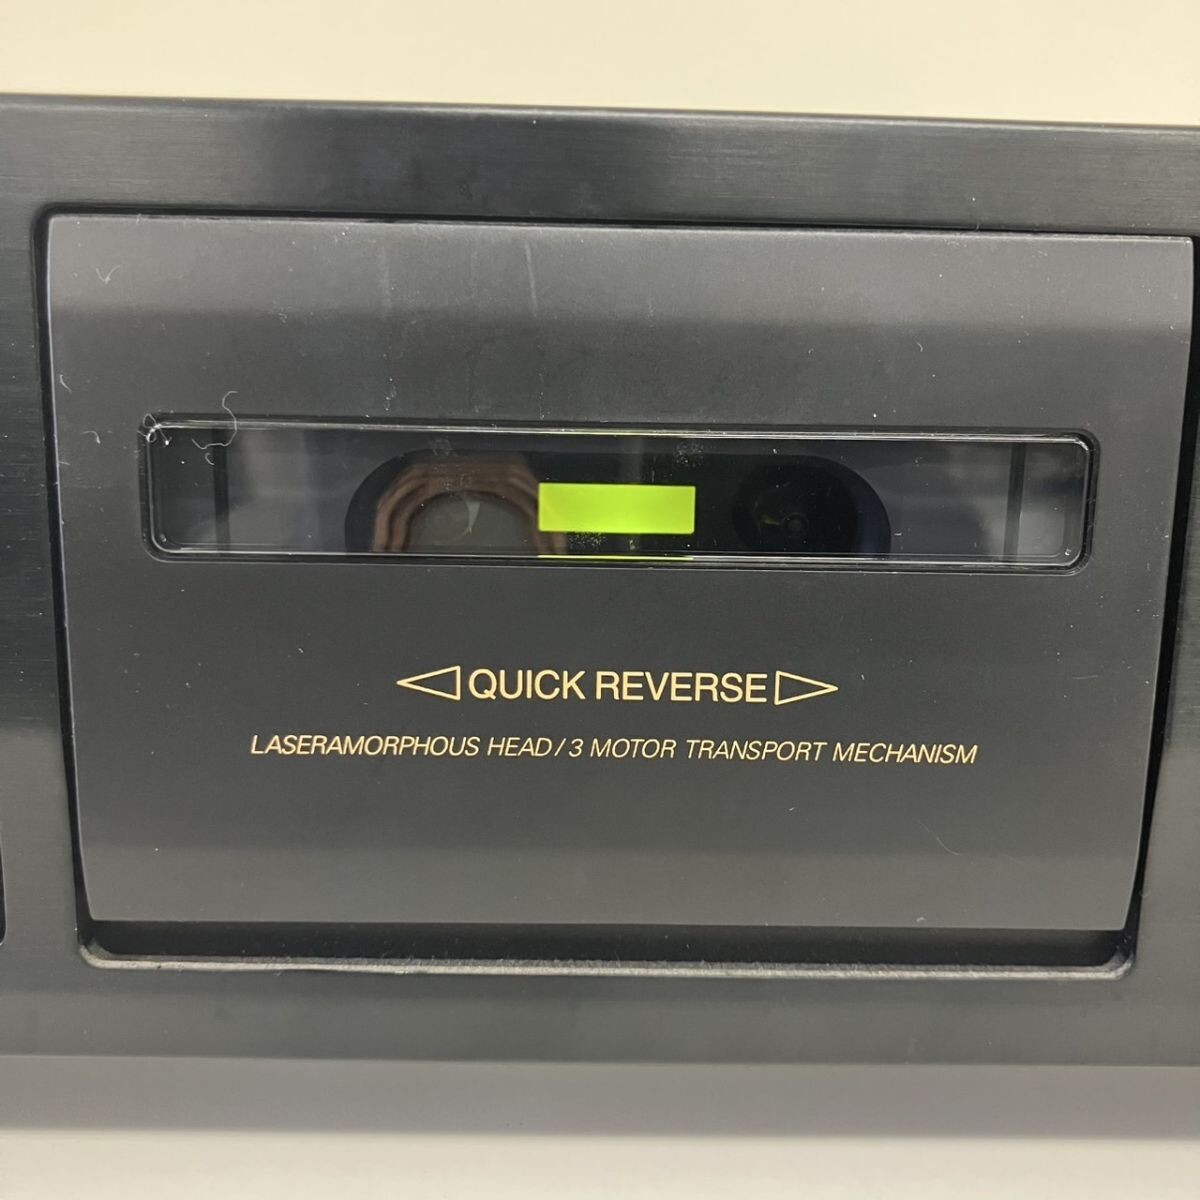 ◁QUICK REVERSE▷
LASERAMORPHOUS HEAD/3 MOTOR TRANSPORT MECHANISM